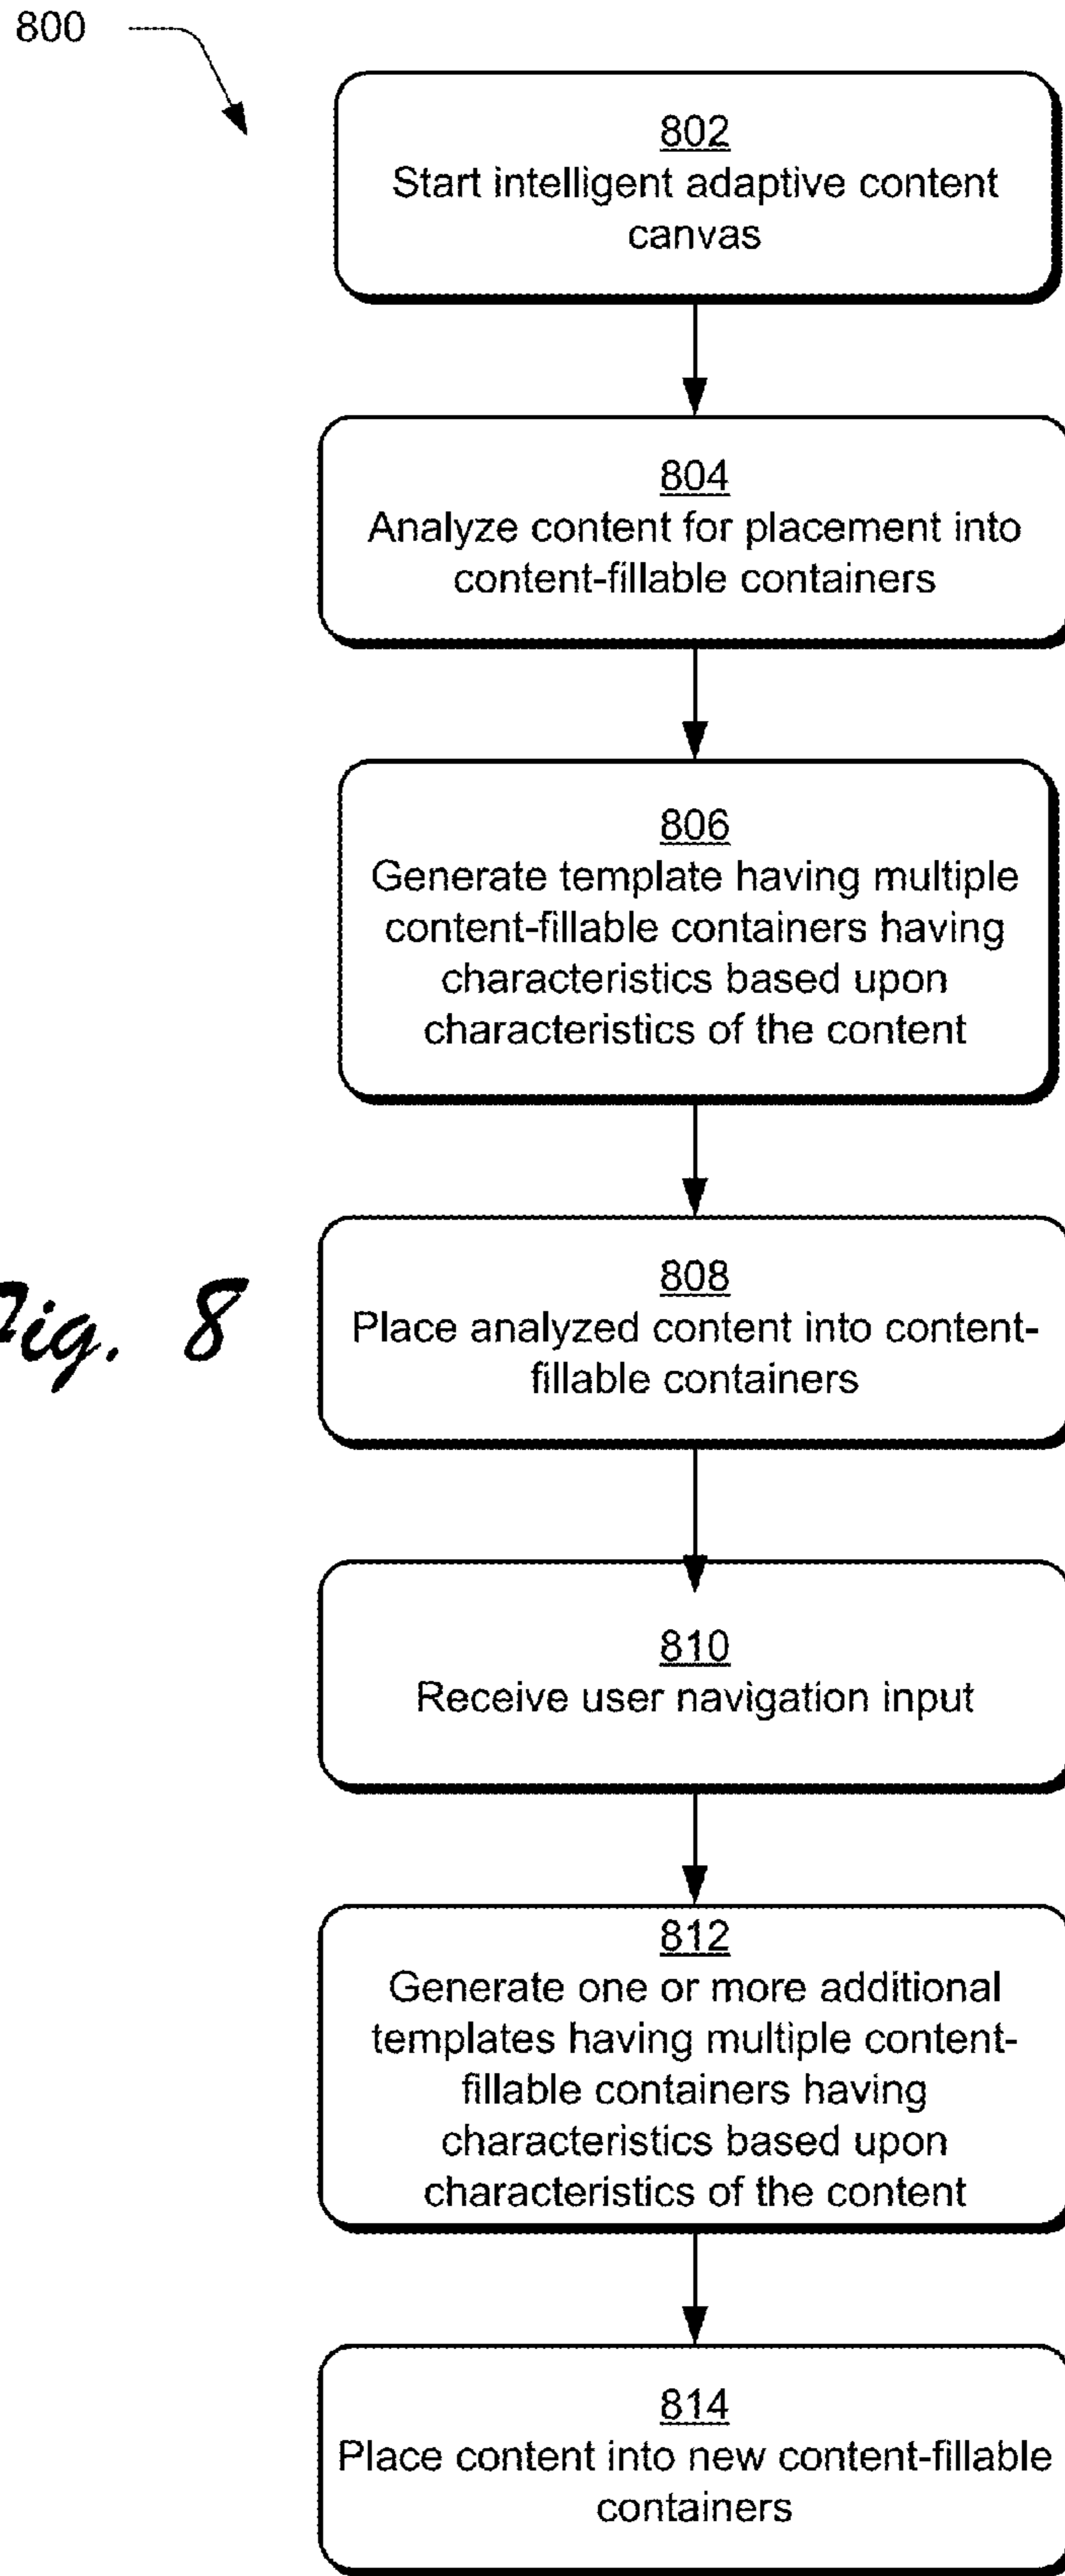 800
802
Start intelligent adaptive content
canvas
804
Analyze content for placement into
content-fillable containers
806
Generate template having multiple
content-fillable containers having
characteristics based upon
characteristics of the content
Fig. 8
808
Place analyzed content into content-
fillable containers
810
Receive user navigation input
812
Generate one or more additional
templates having multiple content-
fillable containers having
characteristics based upon
characteristics of the content
814
Place content into new content-fillable
containers